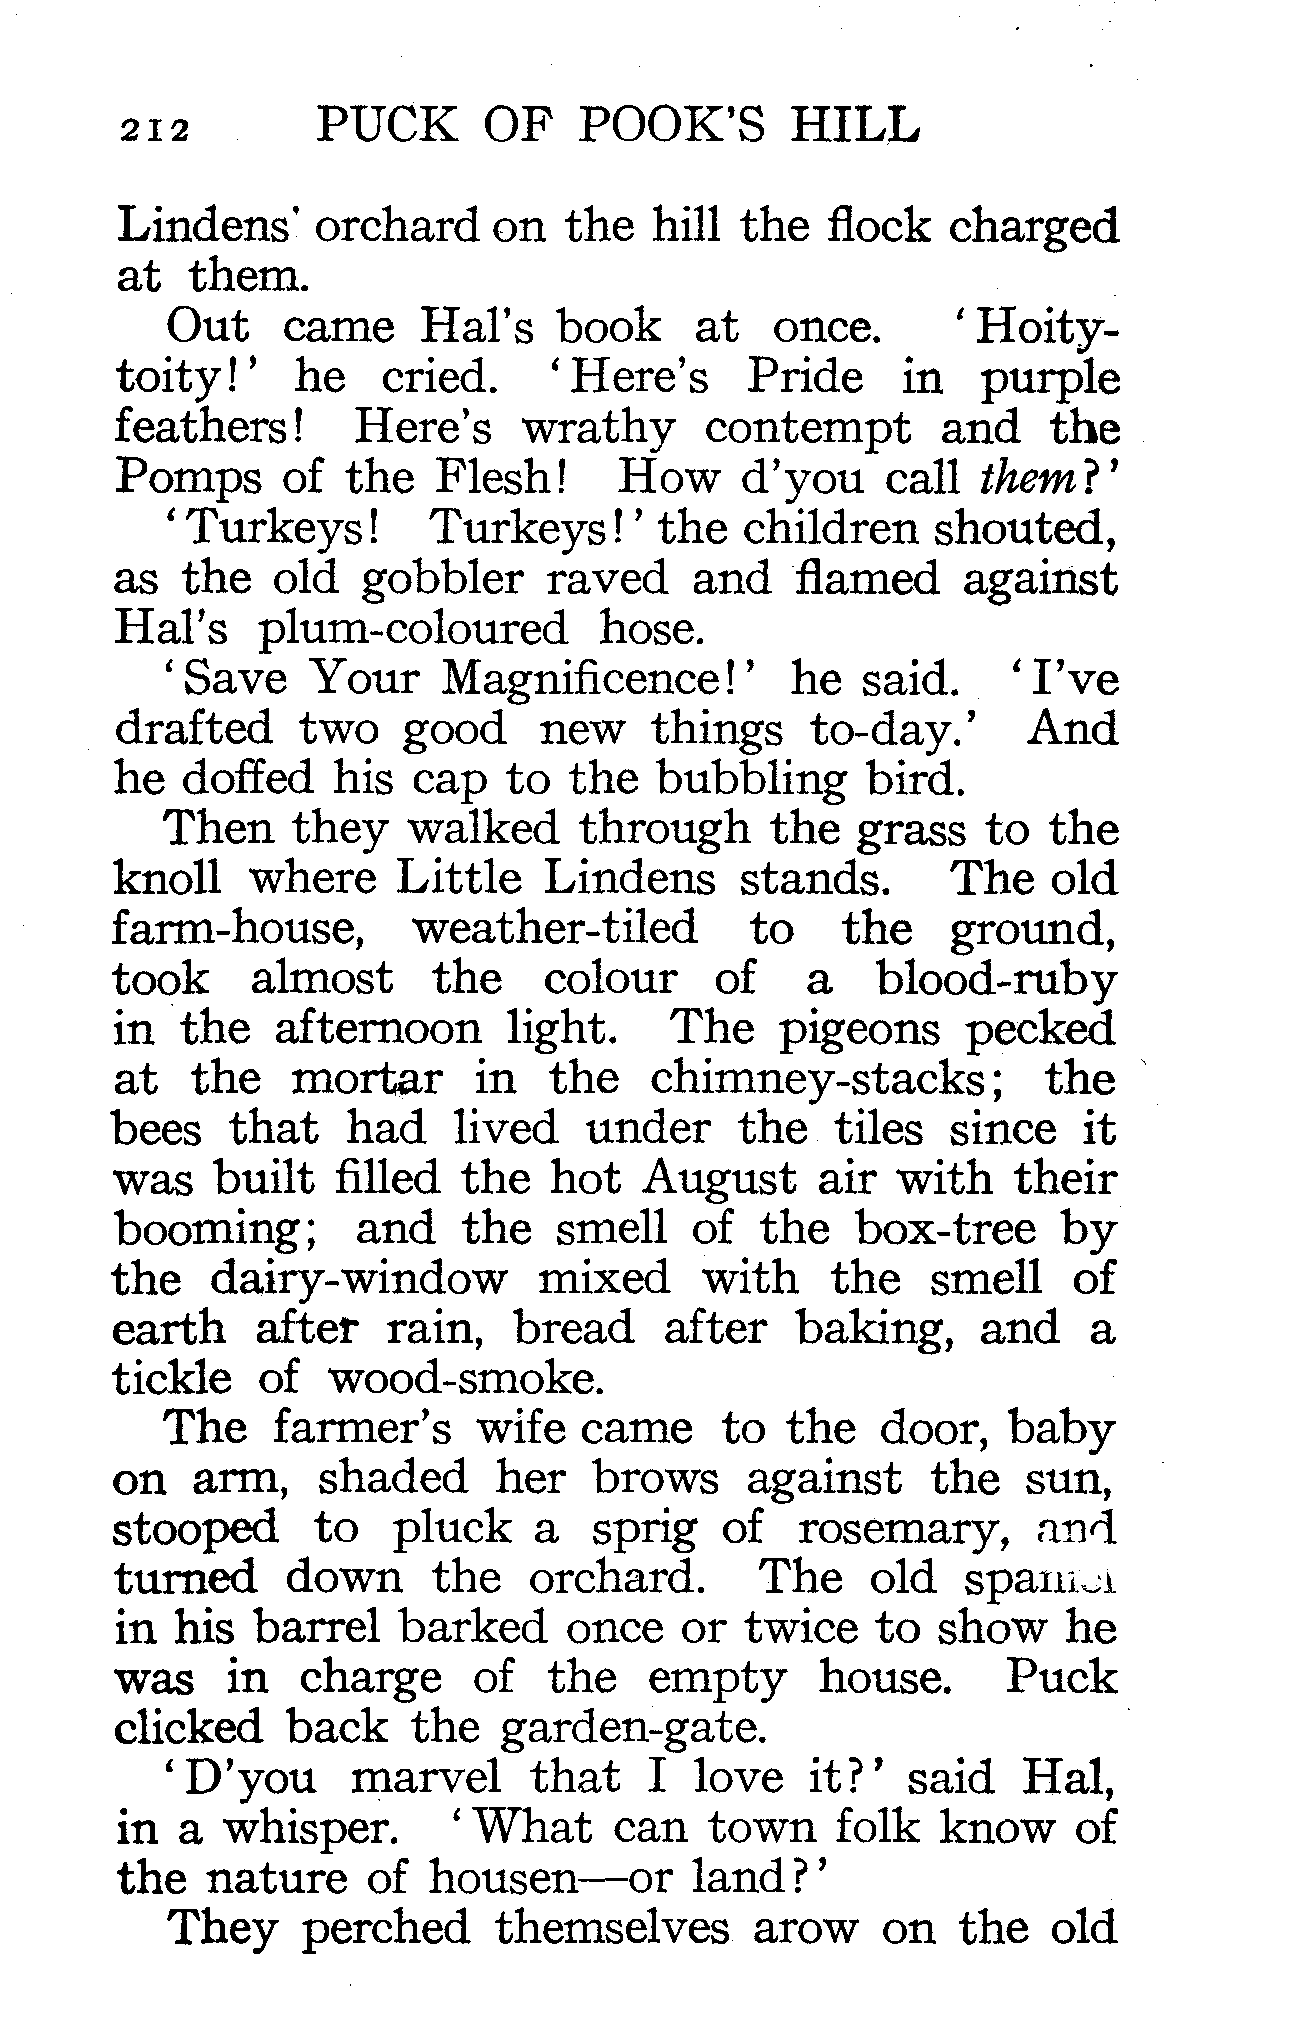 212 PUCK OF POOK'S HILL
Lindens' orchard on the hill the flock charged
at them.
Out came Hal's book at once. ‘Hoity-
toity!’ he cried. ‘Here's Pride in purple
feathers! Here's wrathy contempt and the
Pomps of the Flesh! How d'you call them?’
‘Turkeys! Turkeys!’ the children shouted,
as the old gobbler raved and flamed against
Hal's plum-coloured hose.
‘Save Your Magnificence!’ he said. ‘I've
drafted two good new things to-day.’ And
he doffed his cap to the bubbling bird.
Then they walked through the grass to the
knoll where Little Lindens stands. The old
farm-house, weather-tiled to the ground,
took almost the colour of a blood-ruby
in the afternoon light. The pigeons pecked
at the mortar in the chimney-stacks; the
bees that had lived under the tiles since it
was built filled the hot August air with their
booming; and the smell of the box-tree by
the dairy-window mixed with the smell of
earth after rain, bread after baking, and a
tickle of wood-smoke.
The farmer's wife came to the door, baby
on arm, shaded her brows against the sun,
stooped to pluck a sprig of rosemary, and
turned down the orchard. The old spaniel
in his barrel barked once or twice to show he
was in charge of the empty house. Puck
clicked back the garden-gate.
‘D'you marvel that I love it?’ said Hal,
in a whisper. ‘What can town folk know of
the nature of housen—or land?’
They perched themselves arow on the old